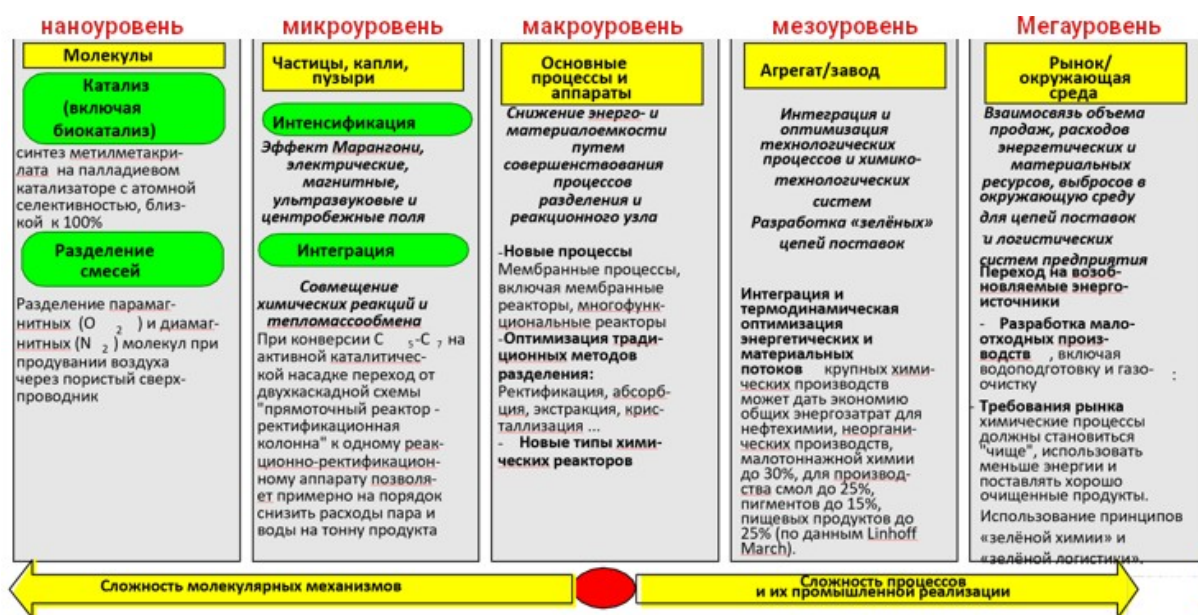 наноуровень
Молекулы
Катализ
(включая
биокатализ)
синтез метилметакри-
лата на палладиевом
катализаторе с атомной
селективностью, близ-
кой к 100%
Разделение
смесей
Разделение парамаг-
нитных (О 2 ) и диамаг-
нитных (N 2 ) молекул при
продувании воздуха
через пористый сверх-
проводник
микроуровень
Частицы, капли,
пузыри
Интенсификация
Эффект Марангони,
электрические,
магнитные,
ультразвуковые и
центробежные поля
Интеграция
Совмещение
химических реакций и
тепломассообмена
При конверсии С 5-С 7 на
активной каталитичес-
кой насадке переход от
двухкаскадной схемы
"прямоточный реактор -
ректификационная
колонна" к одному реак-
ционно-ректификацион-
ному аппарату позволя-
ет примерно на порядок
снизить расходы пара и
воды на тонну продукта
макроуровень
Основные
процессы и
аппараты
Снижение энерго- и
материалоемкости
путем
совершенствования
процессов
разделения и
реакционного узла
-Новые процессы
Мембранные процессы,
включая мембранные
реакторы, многофунк-
циональные реакторы
-Оптимизация тради-
ционных методов
разделения:
Ректификация, абсорб-
ция, экстракция, крис-
таллизация ...
- Новые типы хими-
ческих реакторов
мезоуровень
Агрегат/завод
Интеграция и
оптимизация
технологических
процессов и химико-
технологических
систем
Разработка «зелёных»
цепей поставок
Интеграция и
термодинамическая
оптимизация
энергетических и
материальных
потоков крупных хими-
ческих производств
может дать экономию
общих энергозатрат для
нефтехимии, неоргани-
ческих производств,
малотоннажной химии
до 30%, для производ-
ства смол до 25%,
пигментов до 15%,
пищевых продуктов до
25% (по данным Linhoff
March).
Мегауровень
Рынок/
окружающая
среда
Взаимосвязь объема
продаж, расходов
энергетических и
материальных
ресурсов, выбросов в
окружающую среду
для цепей поставок
и логистических
систем предприятия
Переход на возоб-
новляемые энерго-
источники
- Разработка мало-
отходных произ-
водств , включая
водоподготовку и газо-
очистку :
- Требования рынка
химические процессы
должны становиться
"чище", использовать
меньше энергии и
поставлять хорошо
очищенные продукты.
Использование принципов
«зелёной химии» и
«зелёной логистики».
Сложность молекулярных механизмов
Сложность процессов
и их промышленной реализации